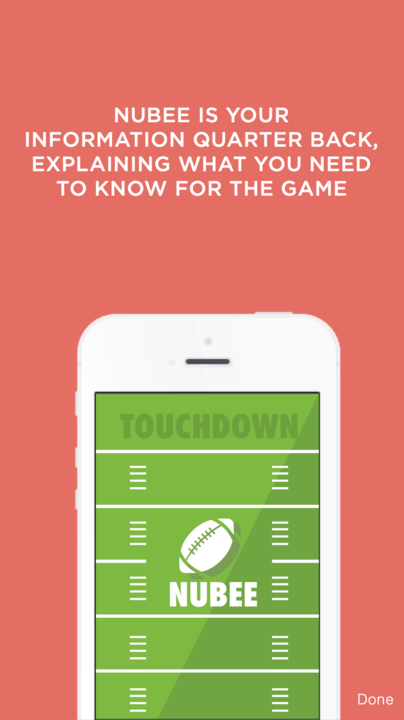 NUBEE IS YOUR
INFORMATION QUARTER BACK,
EXPLAINING WHAT YOU NEED
TO KNOW FOR THE GAME
TOUCHDOWN
NUBEE
Done